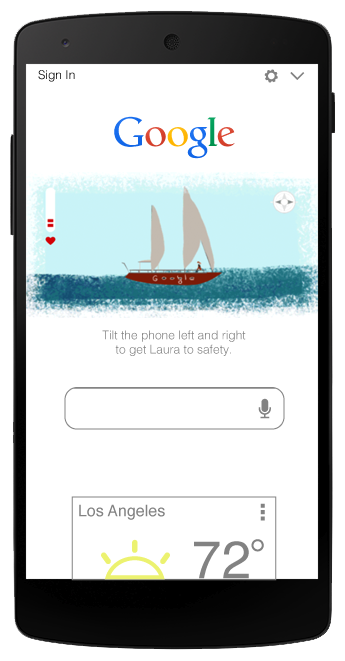 Sign In
Google
Google
Tilt the phone left and right
to get Laura to safety.
Los Angeles
72°